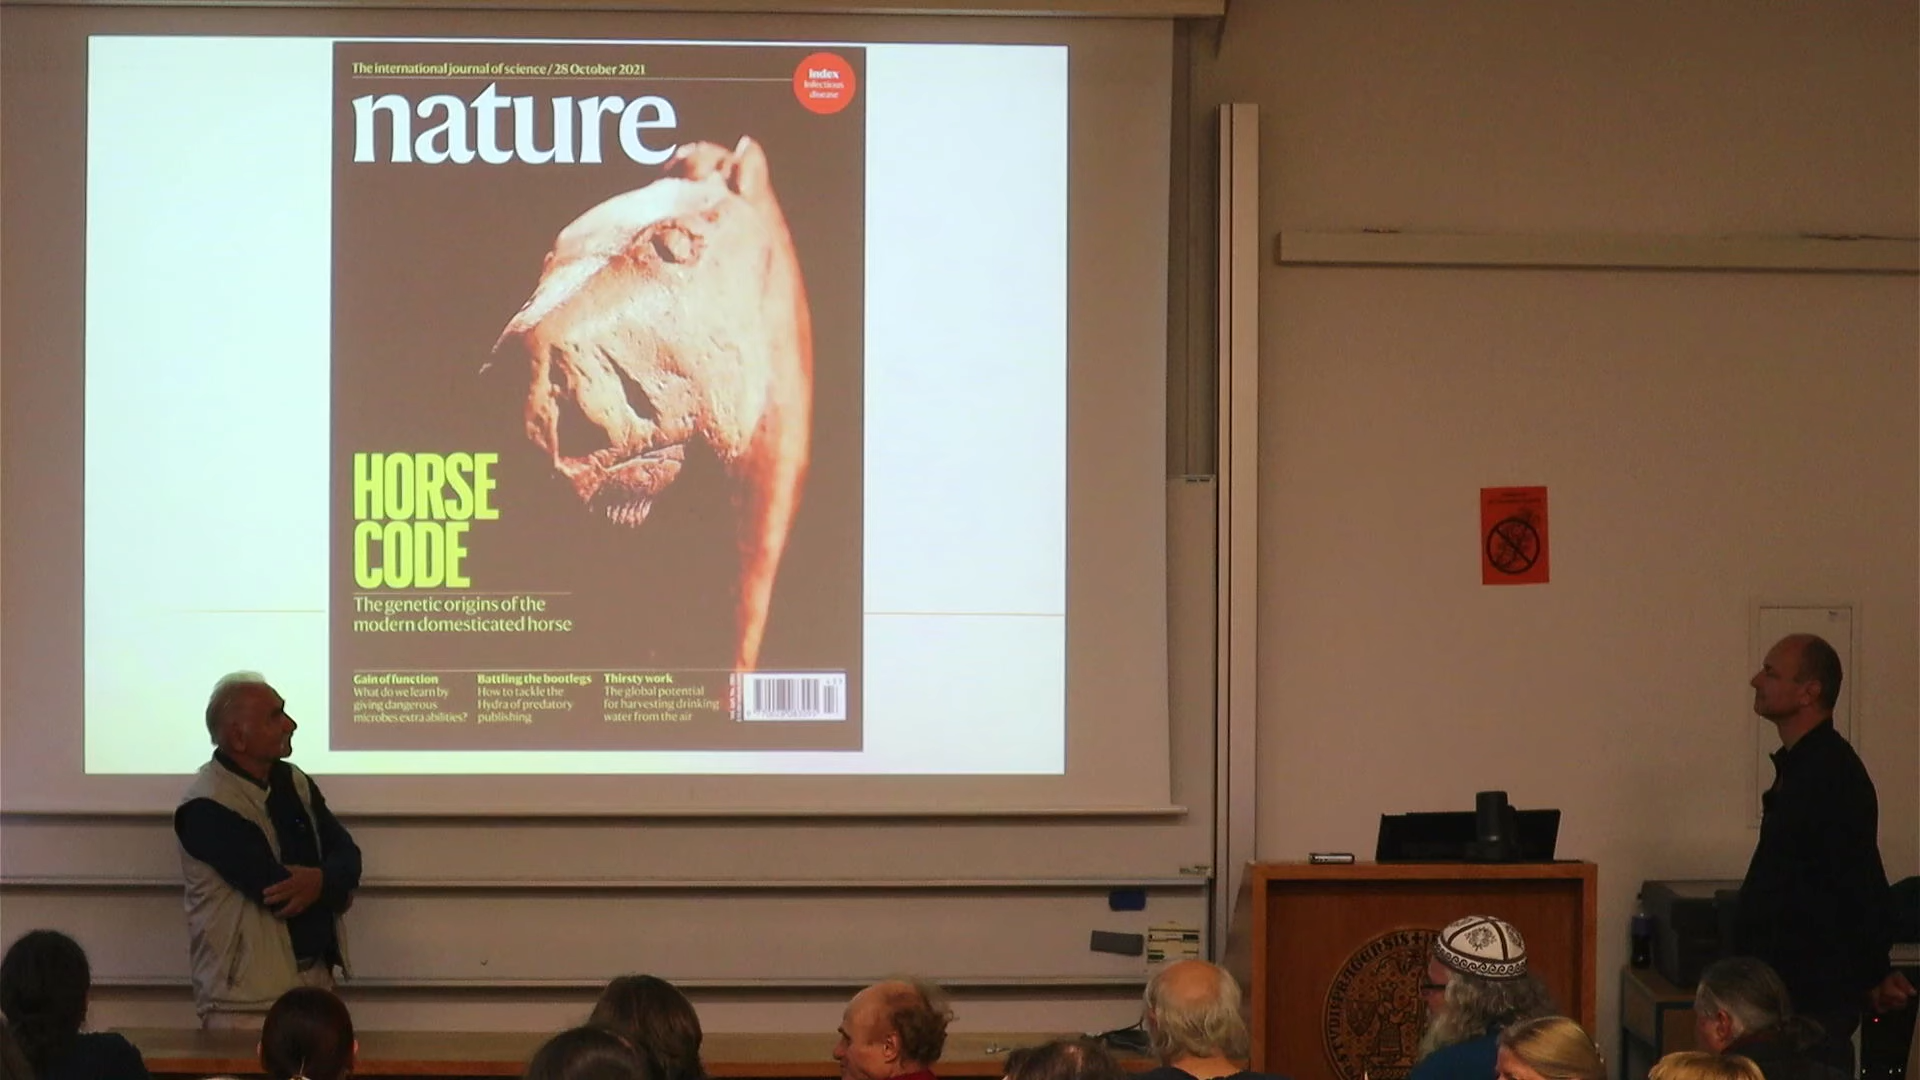 The international journal of science / 28 October 2021
nature
index
Infectious
disease
HORSE
CODE
The genetic origins of the
modern domesticated horse
Gain of function
What do we learn by
giving dangerous
microbes extra abilities?
Battling the bootlegs
How to tackle the
Hydra of predatory
publishing
Thirsty work
The global potential
for harvesting drinking
water from the air